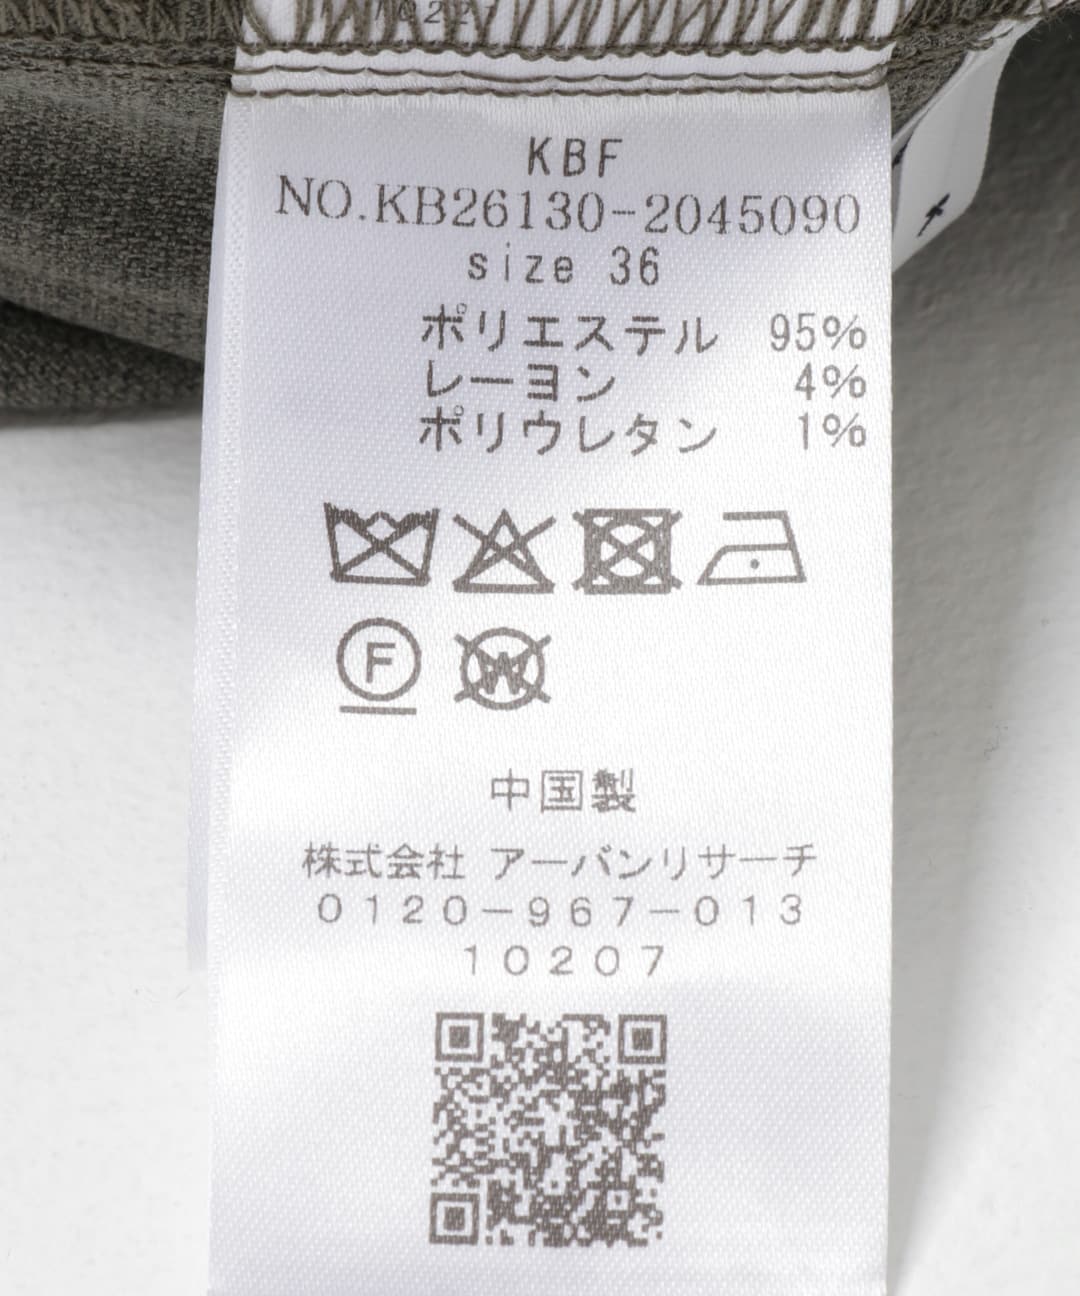 KBF
NO.KB26130-2045090
size 36
ポリエステル 95%
レーヨン 4%
ポリウレタン 1%
F
W
中国製
株式会社 アーバンリサーチ
0120-967-013
10207